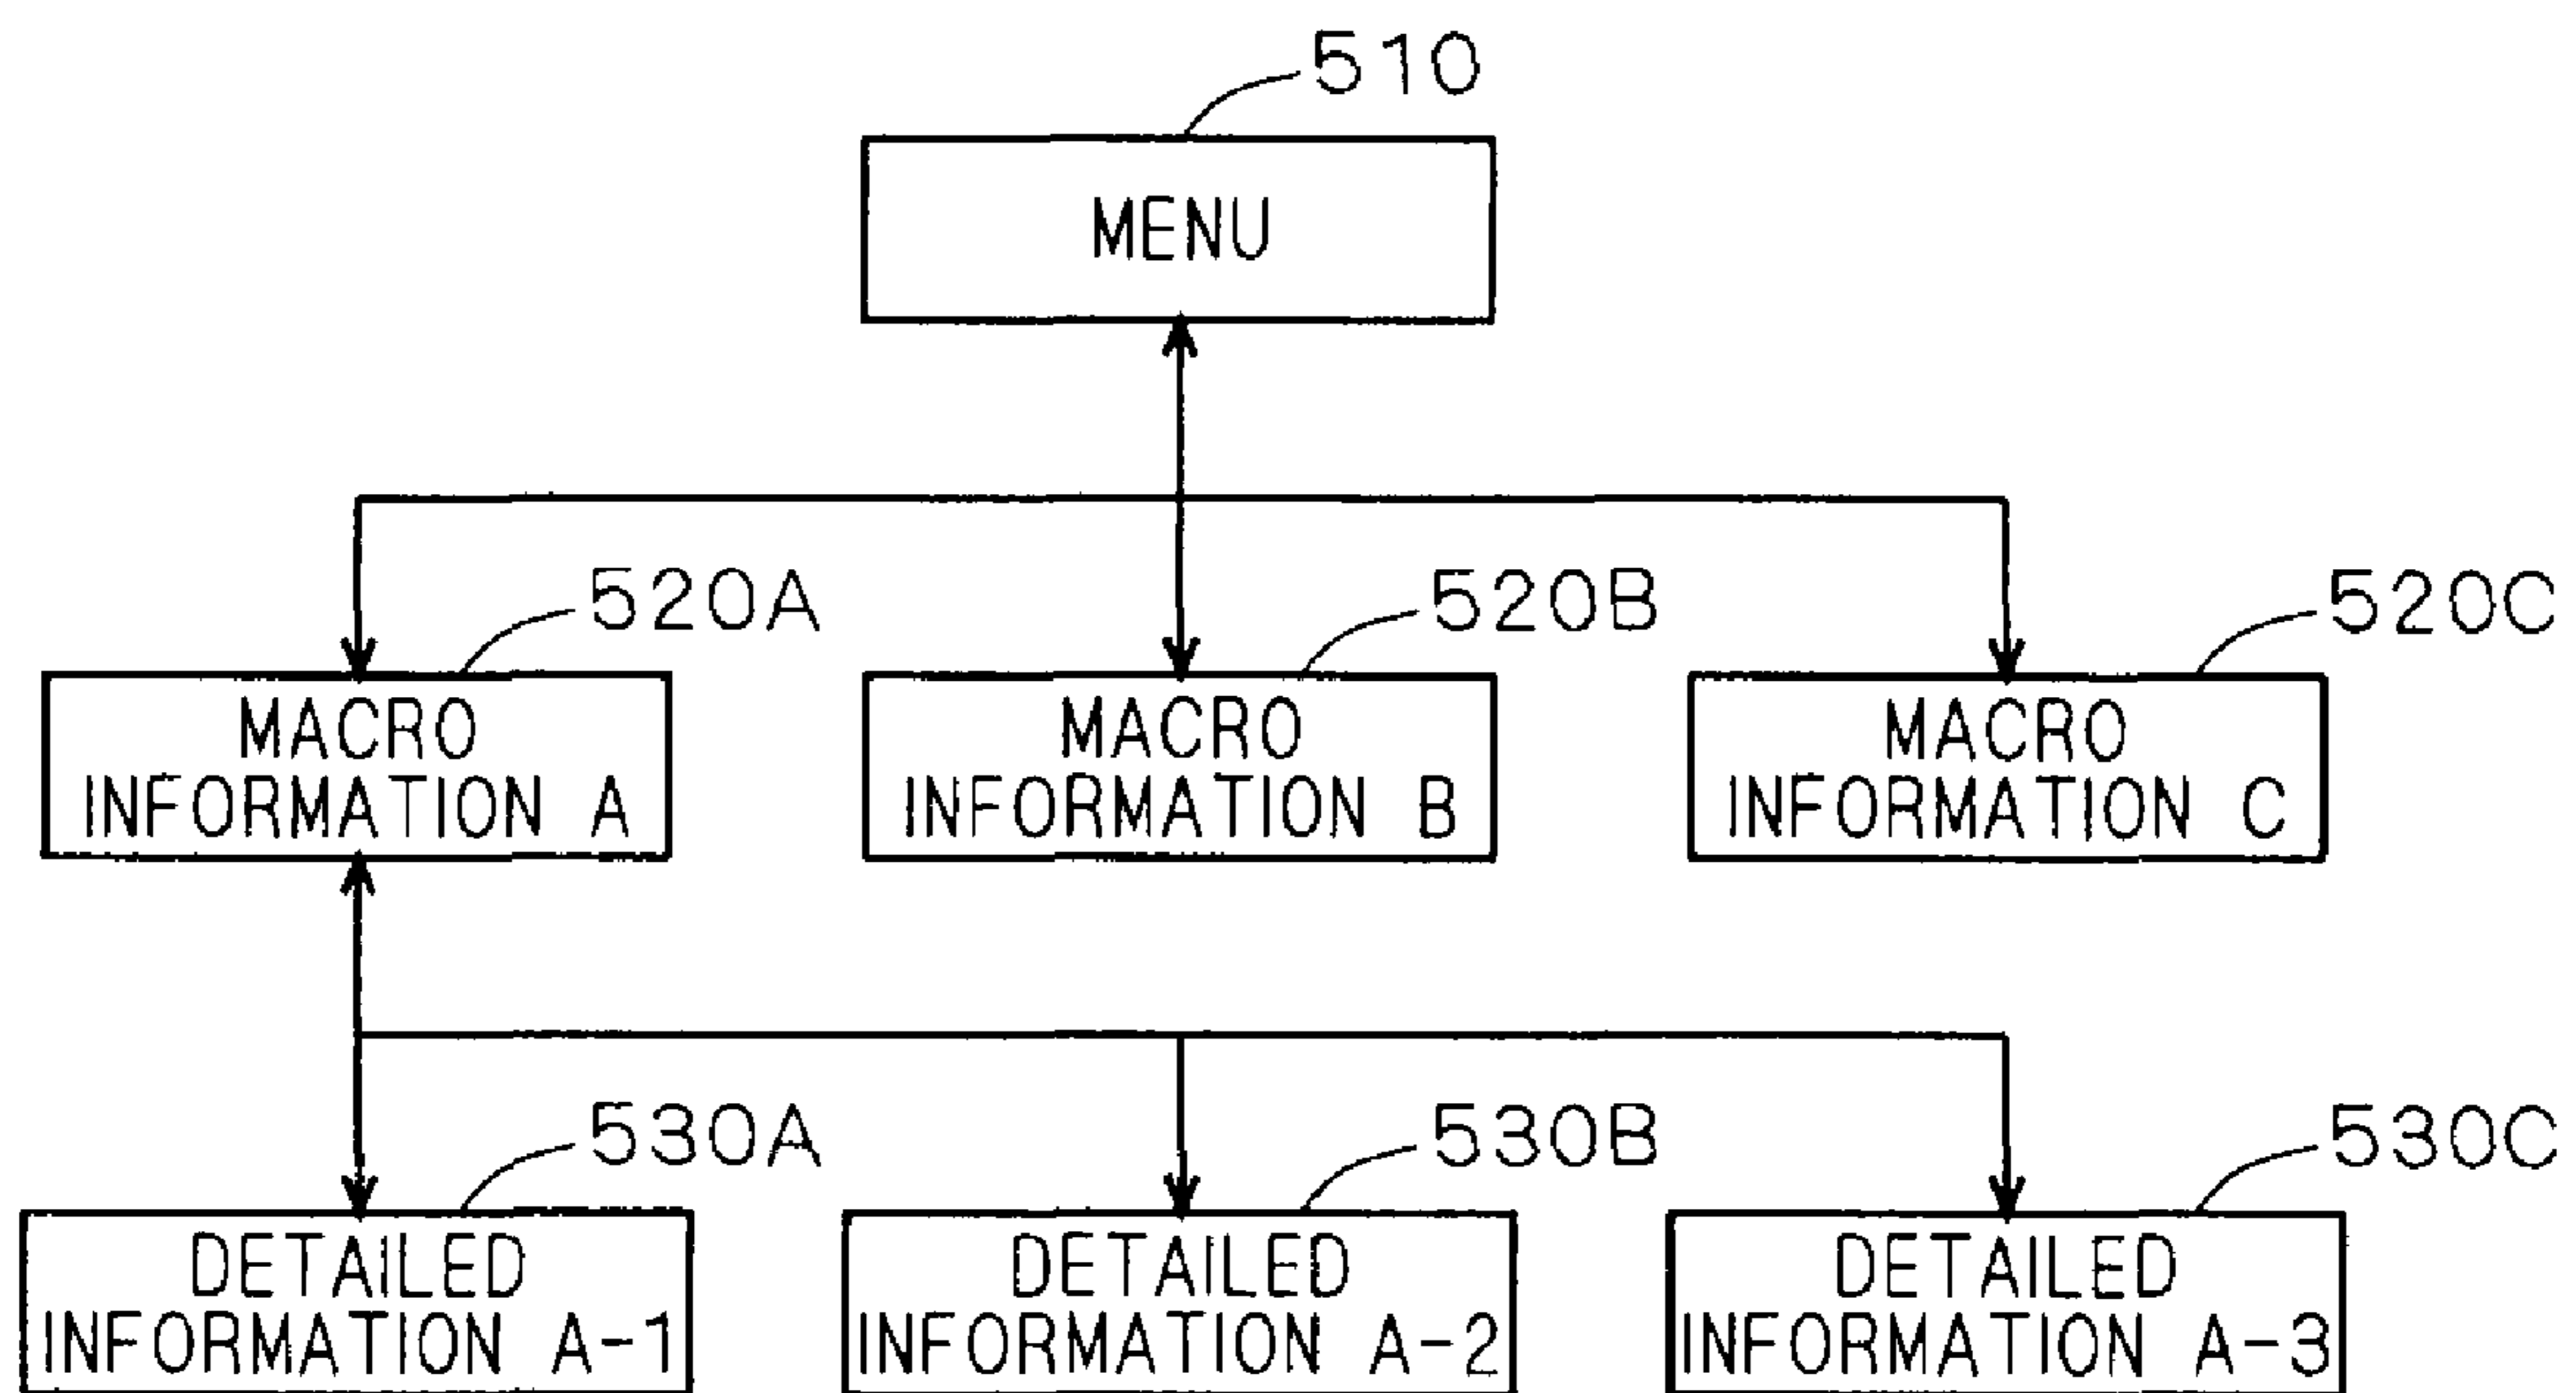 510
MENU
520A
520B
520C
MACRO
INFORMATION A
MACRO
INFORMATION B
MACRO
INFORMATION C
530A
530B
530C
DETAILED
INFORMATION A-1
DETAILED
INFORMATION A-2
DETAILED
INFORMATION A-3